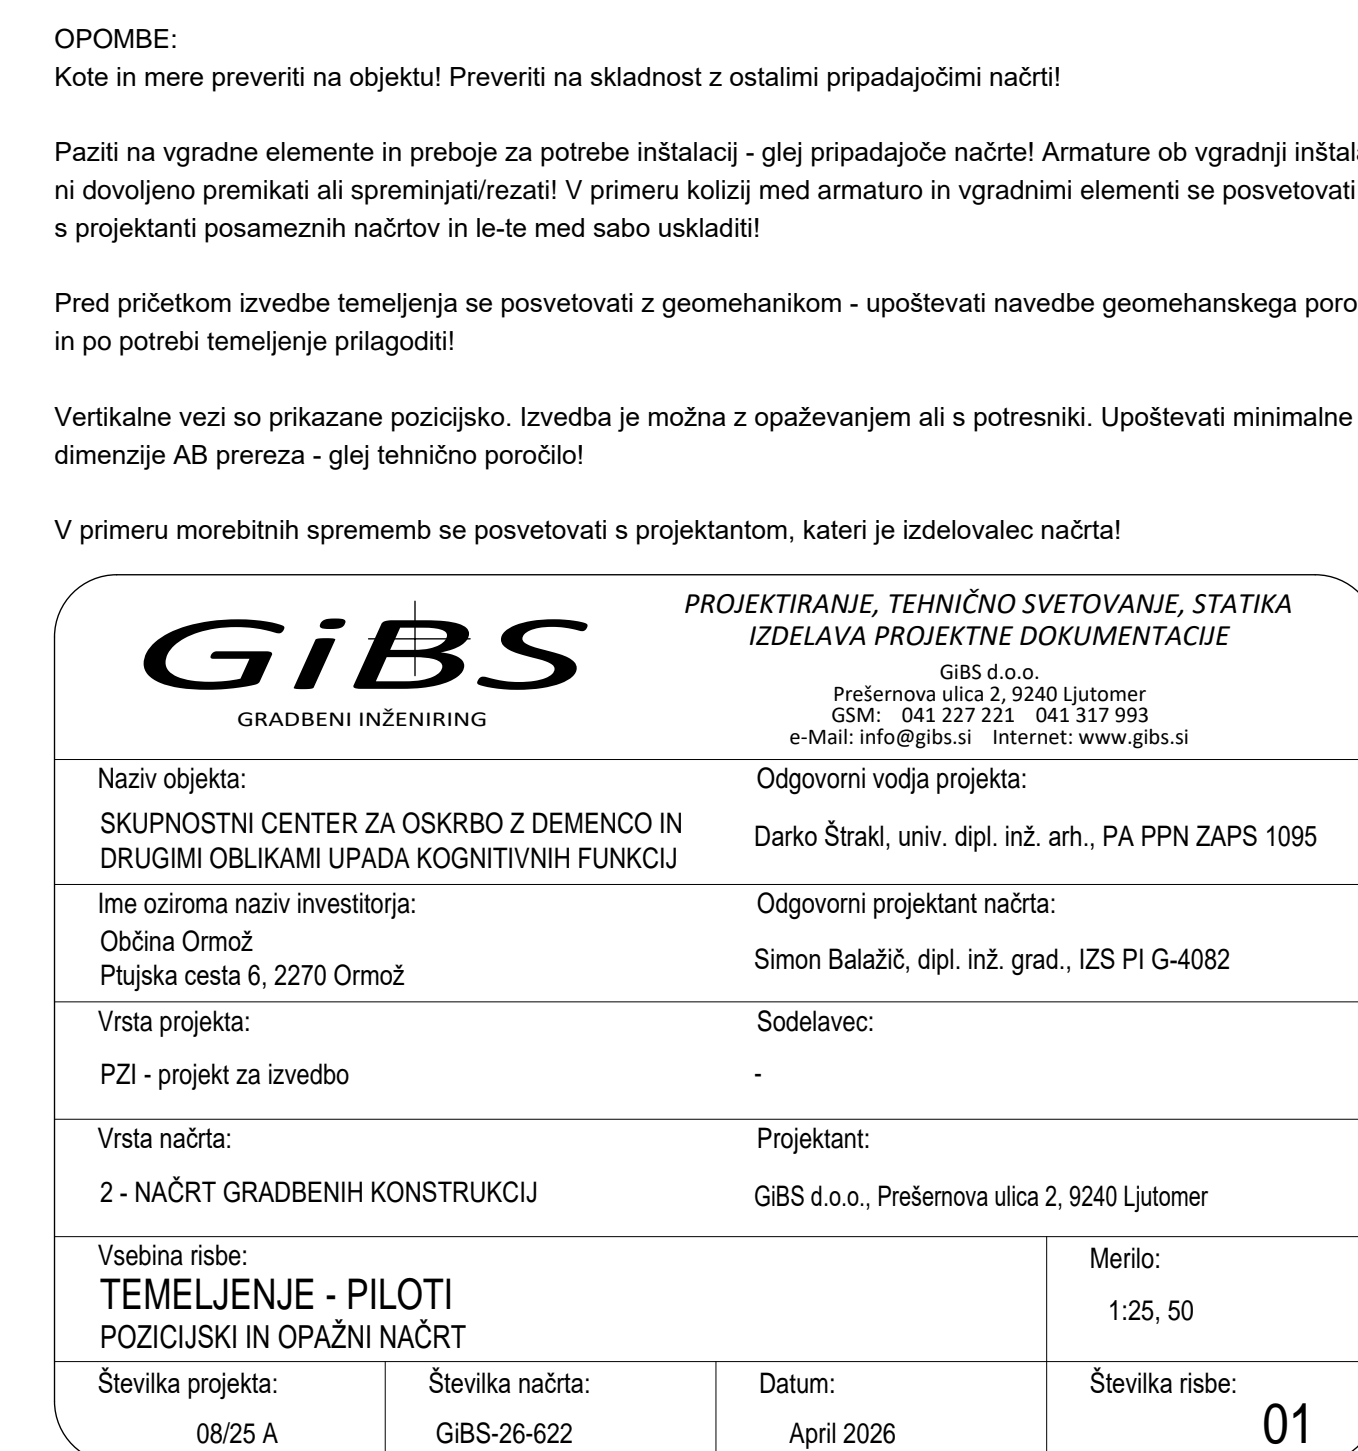 OPOMBE:
Kote in mere preveriti na objektu! Preveriti na skladnost z ostalimi pripadajočimi načrti!
Paziti na vgradne elemente in preboje za potrebe inštalacij - glej pripadajoče načrte! Armature ob vgradnji
ni dovoljeno premikati ali spreminjati/rezati! V primeru kolizij med armaturo in vgradnimi elementi se posvetovati
s projektanti posameznih načrtov in le-te med sabo uskladiti!
Pred pričetkom izvedbe temeljenja se posvetovati z geomehanikom - upoštevati navedbe geomehanskega
in po potrebi temeljenje prilagoditi!
Vertikalne vezi so prikazane pozicijsko. Izvedba je možna z opaževanjem ali s potresniki. Upoštevati minimalne
dimenzije AB prereza - glej tehnično poročilo!
V primeru morebitnih sprememb se posvetovati s projektantom, kateri je izdelovalec načrta!
GiBS
GRADBENI INŽENIRING
PROJEKTIRANJE, TEHNIČNO SVETOVANJE, STATIKA
IZDELAVA PROJEKTNE DOKUMENTACIJE
GiBS d.o.o.
Prešernova ulica 2, 9240 Ljutomer
GSM: 041 227 221 041 317 993
e-Mail: info@gibs.si Internet: www.gibs.si
Naziv objekta:
SKUPNOSTNI CENTER ZA OSKRBO Z DEMENCO IN
DRUGIMI OBLIKAMI UPADA KOGNITIVNIH FUNKCIJ
Odgovorni vodja projekta:
Darko Štrakl, univ. dipl. inž. arh., PA PPN ZAPS 1095
Ime oziroma naziv investitorja:
Občina Ormož
Ptujska cesta 6, 2270 Ormož
Odgovorni projektant načrta:
Simon Balažič, dipl. inž. grad., IZS PI G-4082
Vrsta projekta:
PZI - projekt za izvedbo
Sodelavec:
-
Vrsta načrta:
2 - NAČRT GRADBENIH KONSTRUKCIJ
Projektant:
GiBS d.o.o., Prešernova ulica 2, 9240 Ljutomer
Vsebina risbe:
TEMELJENJE - PILOTI
POZICIJSKI IN OPAŽNI NAČRT
Merilo:
1:25, 50
Številka projekta:
08/25 A
Številka načrta:
GiBS-26-622
Datum:
April 2026
Številka risbe:
01